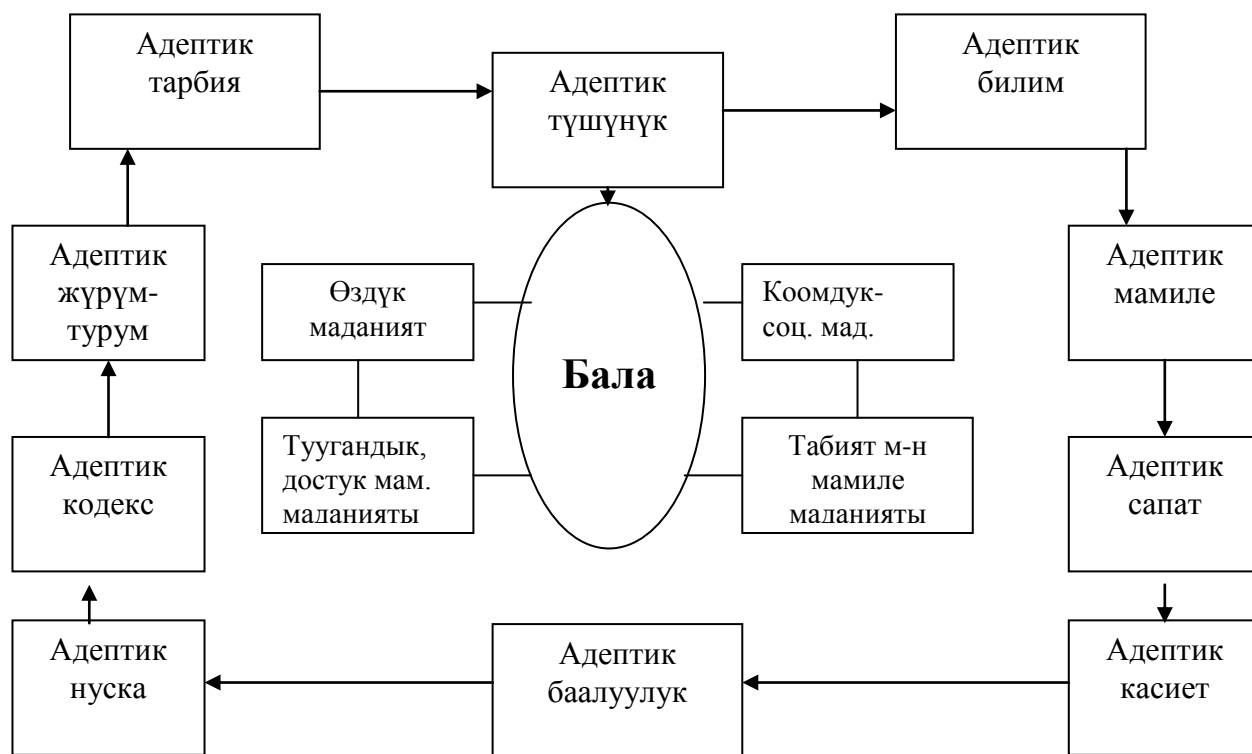 Адептик
тарбия
Адептик
түшүнүк
Адептик
билим
Адептик
жүрүм-
турум
Өздүк
маданият
Коомдук-
соц. мад.
Адептик
мамиле
Бала
Адептик
кодекс
Туугандык,
достук мам.
маданияты
Табият м-н
мамиле
маданияты
Адептик
сапат
Адептик
нуска
Адептик
баалуулук
Адептик
касиет